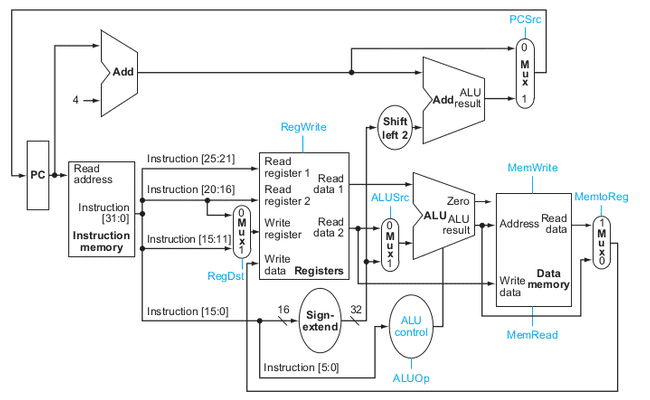 PCSrc
0
Mux
1
Add
4
Add ALU
result
Shift
left 2
RegWrite
PC
Read
address
Instruction
[31:0]
Instruction
memory
Instruction [25:21]
Instruction [20:16]
Instruction [15:11]
0
Mux
1
RegDst
Read
register 1
Read
data 1
Read
register 2
Write
register
Read
data 2
Write
data
Registers
ALUSrc
0
Mux
1
Zero
ALU ALU
result
MemWrite
Address
Read
data
Write
data
Data
memory
MemRead
MemtoReg
1
Mux
0
Instruction [15:0]
16
Sign-
extend
32
ALU
control
Instruction [5:0]
ALUOp